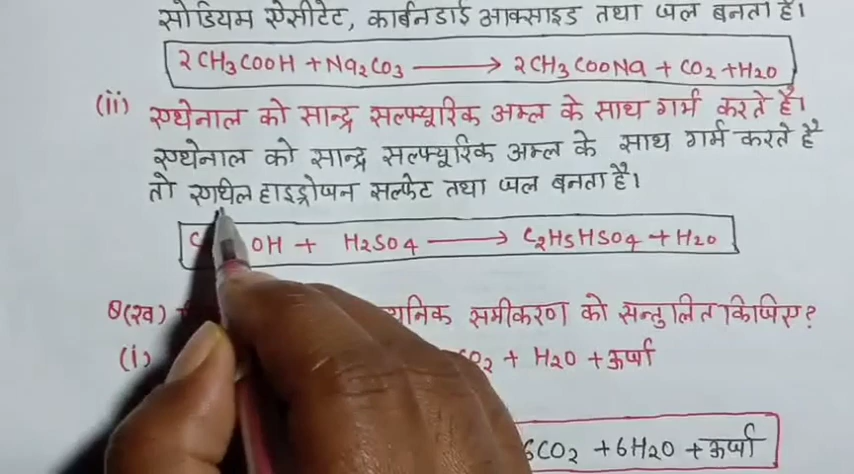 सोडियम ऐसीटेट, कार्बनडाई आक्साइड तथा जल बनता है।
2CH₃COOH + Na₂CO₃ ⟶ 2CH₃COONa + CO₂ + H₂O
(ii) एथेनाल को सान्द्र सल्फ्यूरिक अम्ल के साथ गर्म करते है।
एथेनाल को सान्द्र सल्फ्यूरिक अम्ल के साथ गर्म करते है
तो एथिल हाइड्रोजन सल्फेट तथा जल बनता है।
OH + H₂SO₄ ⟶ C₂H₅HSO₄ + H₂O
8(ख) समीकरण को सन्तुलित किजिए?
(i) CO₂ + H₂O + ऊर्जा
6CO₂ + 6H₂O + ऊर्जा